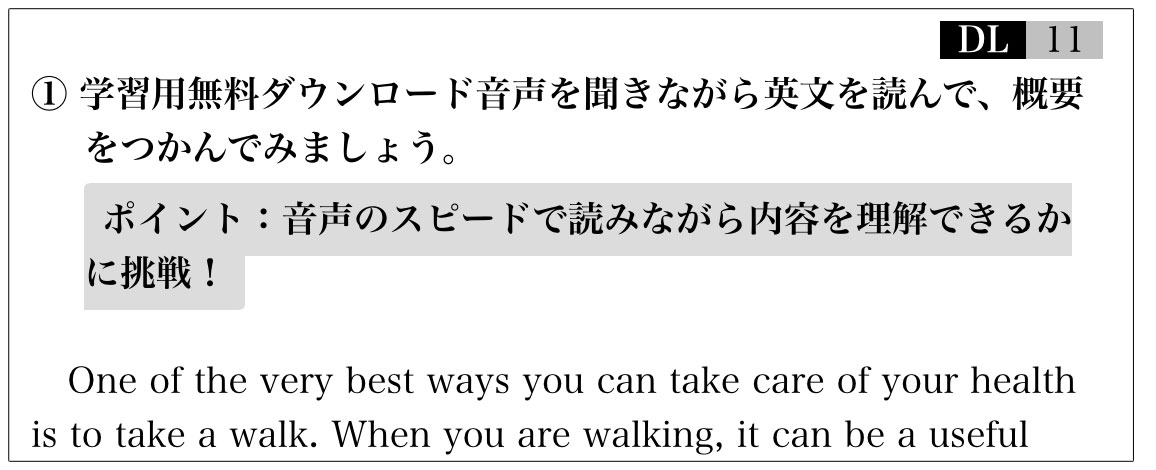 DL 11
① 学習用無料ダウンロード音声を聞きながら英文を読んで、概要
をつかんでみましょう。
ポイント：音声のスピードで読みながら内容を理解できるか
に挑戦！
One of the very best ways you can take care of your health
is to take a walk. When you are walking, it can be a useful